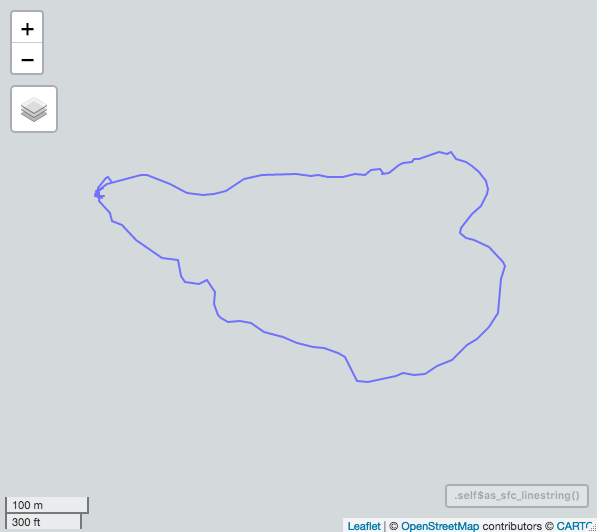 +
−
100 m
300 ft
.self$as_sfc_linestring()
Leaflet | © OpenStreetMap contributors © CARTO